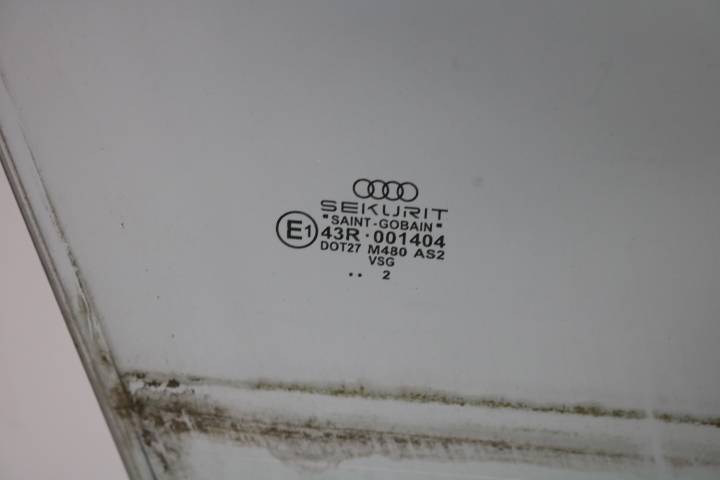 SEKURIT
"SAINT-GOBAIN"
E1 43R·001404
DOT27 M480 AS2
VSG
·· 2